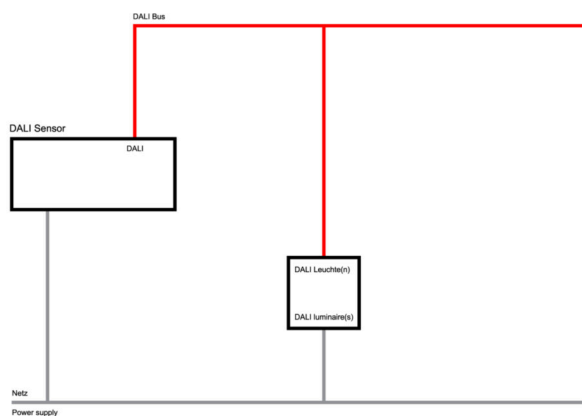 DALI Bus
DALI Sensor
DALI
DALI Leuchte(n)
DALI luminaire(s)
Netz
Power supply